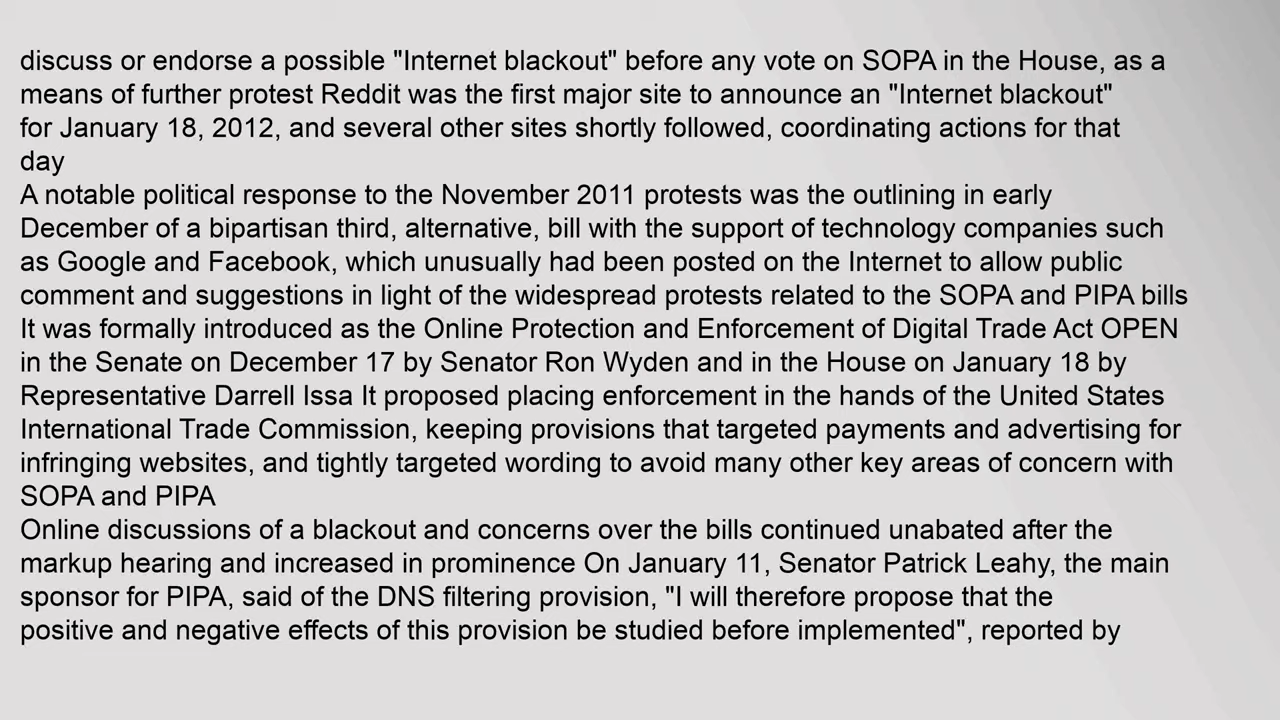 discuss or endorse a possible "Internet blackout" before any vote on SOPA in the House, as a
means of further protest Reddit was the first major site to announce an "Internet blackout"
for January 18, 2012, and several other sites shortly followed, coordinating actions for that
day
A notable political response to the November 2011 protests was the outlining in early
December of a bipartisan third, alternative, bill with the support of technology companies such
as Google and Facebook, which unusually had been posted on the Internet to allow public
comment and suggestions in light of the widespread protests related to the SOPA and PIPA bills
It was formally introduced as the Online Protection and Enforcement of Digital Trade Act OPEN
in the Senate on December 17 by Senator Ron Wyden and in the House on January 18 by
Representative Darrell Issa It proposed placing enforcement in the hands of the United States
International Trade Commission, keeping provisions that targeted payments and advertising for
infringing websites, and tightly targeted wording to avoid many other key areas of concern with
SOPA and PIPA
Online discussions of a blackout and concerns over the bills continued unabated after the
markup hearing and increased in prominence On January 11, Senator Patrick Leahy, the main
sponsor for PIPA, said of the DNS filtering provision, "I will therefore propose that the
positive and negative effects of this provision be studied before implemented", reported by